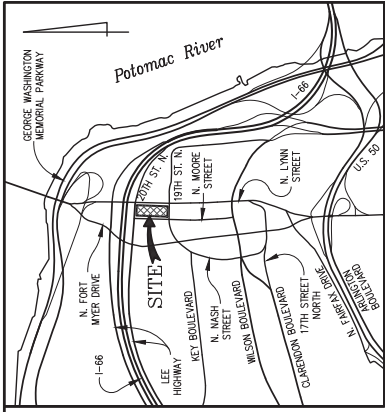 GEORGE WASHINGTON
MEMORIAL PARKWAY
Potomac River
I-66
20TH ST. N.
19TH ST. N.
N. MOORE
STREET
N. LYNN
STREET
U.S. 50
N. FORT
MYER DRIVE
SITE
I-66
LEE
HIGHWAY
KEY BOULEVARD
N. NASH
STREET
WILSON BOULEVARD
CLARENDON BOULEVARD
17TH STREET
NORTH
N. FAIRFAX DRIVE
ARLINGTON
BOULEVARD